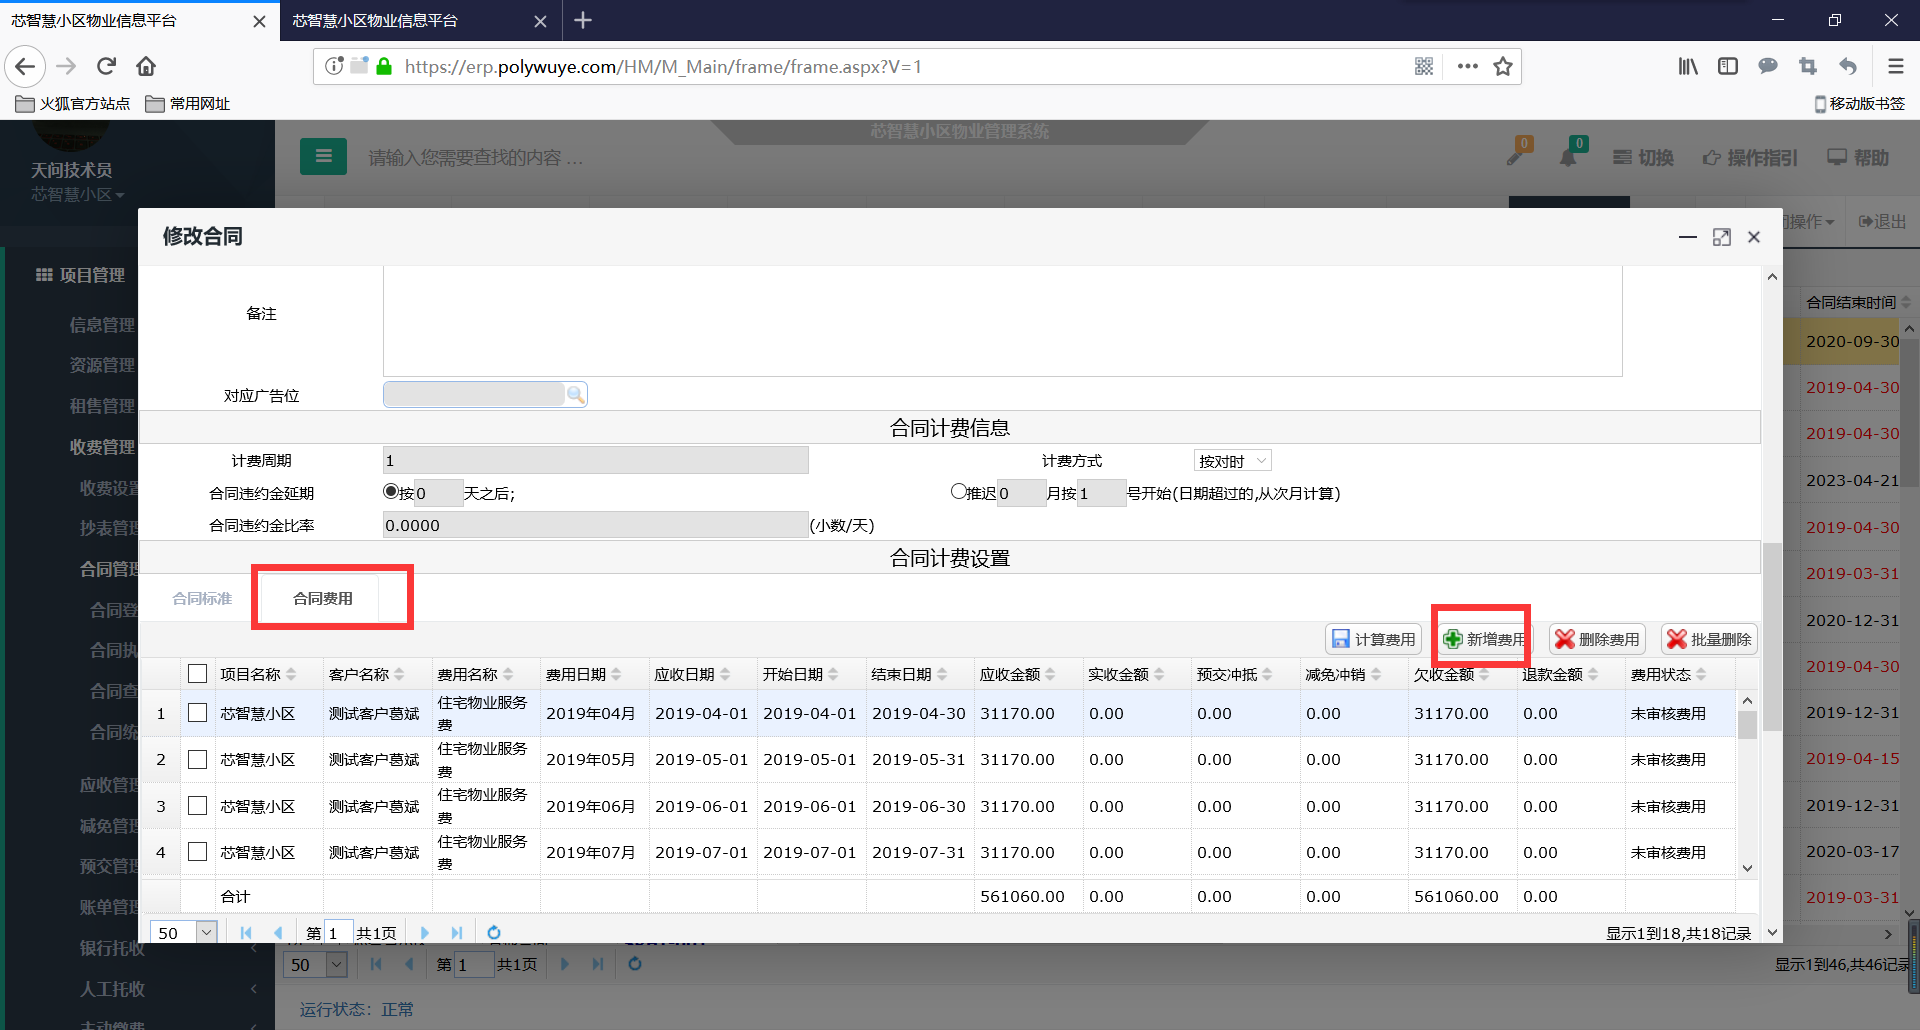 芯智慧小区物业信息平台
芯智慧小区物业信息平台
https://erp.polywuye.com/HM/M_Main/frame/frame.aspx?V=1
火狐官方站点
常用网址
移动版书签
天问技术员
芯智慧小区
请输入您需要查找的内容 ...
芯智慧小区物业管理系统
0
0
切换
操作指引
帮助
操作
退出
项目管理
信息管理
资源管理
租售管理
收费管理
收费设置
抄表管理
合同管理
合同登
合同执
合同查
合同统
应收管理
减免管理
预交管理
账单管理
银行托收
人工托收
主动缴费
修改合同
备注
对应广告位
合同计费信息
计费周期
1
计费方式
按对时
合同违约金延期
按0 天之后;
推迟0 月按1 号开始(日期超过的,从次月计算)
合同违约金比率
0.0000 (小数/天)
合同计费设置
合同标准
合同费用
计算费用
新增费用
删除费用
批量删除
项目名称 客户名称 费用名称 费用日期 应收日期 开始日期 结束日期 应收金额 实收金额 预交冲抵 减免冲销 欠收金额 退款金额 费用状态
1 芯智慧小区 测试客户葛斌 住宅物业服务费 2019年04月 2019-04-01 2019-04-01 2019-04-30 31170.00 0.00 0.00 0.00 31170.00 0.00 未审核费用
2 芯智慧小区 测试客户葛斌 住宅物业服务费 2019年05月 2019-05-01 2019-05-01 2019-05-31 31170.00 0.00 0.00 0.00 31170.00 0.00 未审核费用
3 芯智慧小区 测试客户葛斌 住宅物业服务费 2019年06月 2019-06-01 2019-06-01 2019-06-30 31170.00 0.00 0.00 0.00 31170.00 0.00 未审核费用
4 芯智慧小区 测试客户葛斌 住宅物业服务费 2019年07月 2019-07-01 2019-07-01 2019-07-31 31170.00 0.00 0.00 0.00 31170.00 0.00 未审核费用
合计 561060.00 0.00 0.00 0.00 561060.00 0.00
50 第 1 共1页
显示1到18,共18记录
合同结束时间
2020-09-30
2019-04-30
2019-04-30
2023-04-21
2019-04-30
2019-03-31
2020-12-31
2019-04-30
2019-12-31
2019-04-15
2019-12-31
2020-03-17
2019-03-31
50 第 1 共1页
显示1到46,共46记录
运行状态：正常